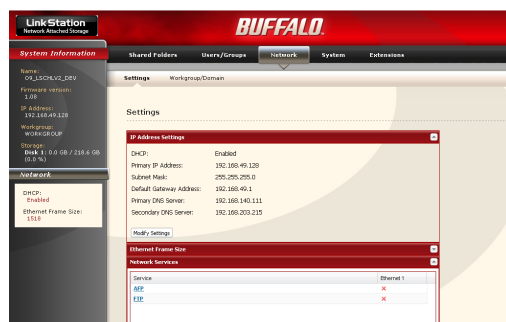 LinkStation
Network Attached Storage
BUFFALO
System Information
Name:
09_LSCHLV2_DEV
Firmware version:
1.08
IP Address:
192.168.49.128
Workgroup:
WORKGROUP
Storage:
Disk 1: 0.0 GB / 218.6 GB
(0.0 %)
Network
DHCP:
Enabled
Ethernet Frame Size:
1518
Shared Folders Users/Groups Network System Extensions
Settings Workgroup/Domain
Settings
IP Address Settings
DHCP: Enabled
Primary IP Address: 192.168.49.128
Subnet Mask: 255.255.255.0
Default Gateway Address: 192.168.49.1
Primary DNS Server: 192.168.140.111
Secondary DNS Server: 192.168.203.215
Modify Settings
Ethernet Frame Size
Network Services
Service Ethernet 1
AFP
FTP